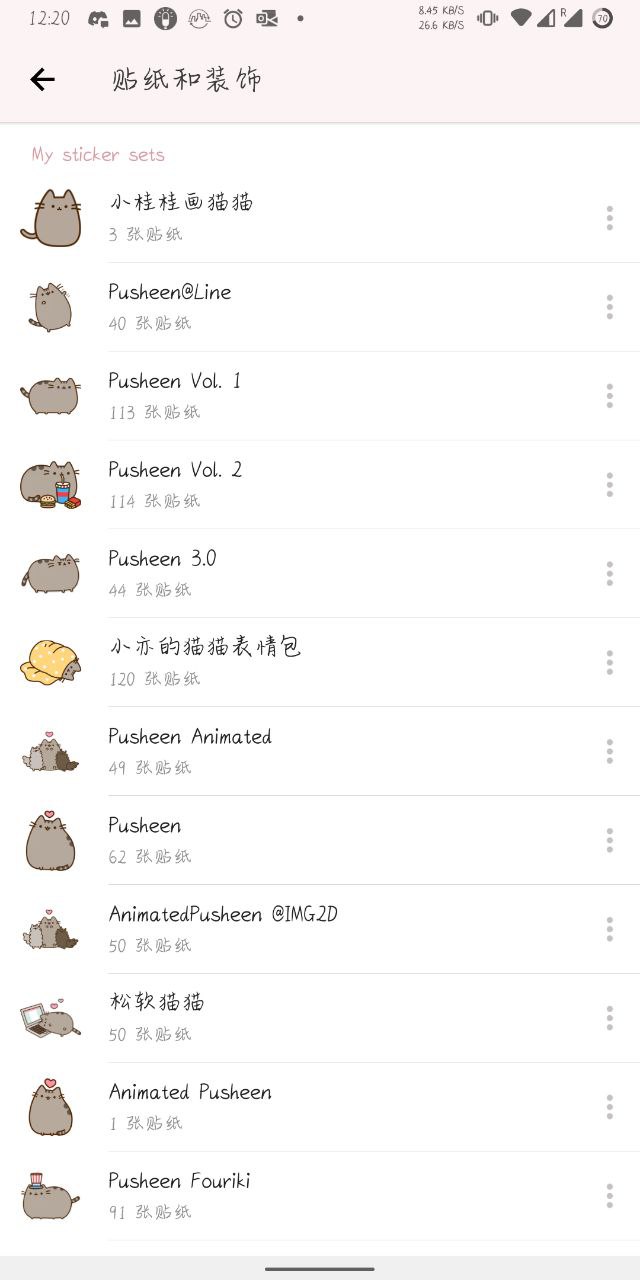 12:20
8.45 KB/S
26.6 KB/S
R
70
贴纸和装饰
My sticker sets
小桂桂画猫猫
3 张贴纸
Pusheen@Line
40 张贴纸
Pusheen Vol. 1
113 张贴纸
Pusheen Vol. 2
114 张贴纸
Pusheen 3.0
44 张贴纸
小亦的猫猫表情包
120 张贴纸
Pusheen Animated
49 张贴纸
Pusheen
62 张贴纸
AnimatedPusheen @IMG2D
50 张贴纸
松软猫猫
50 张贴纸
Animated Pusheen
1 张贴纸
Pusheen Fouriki
91 张贴纸